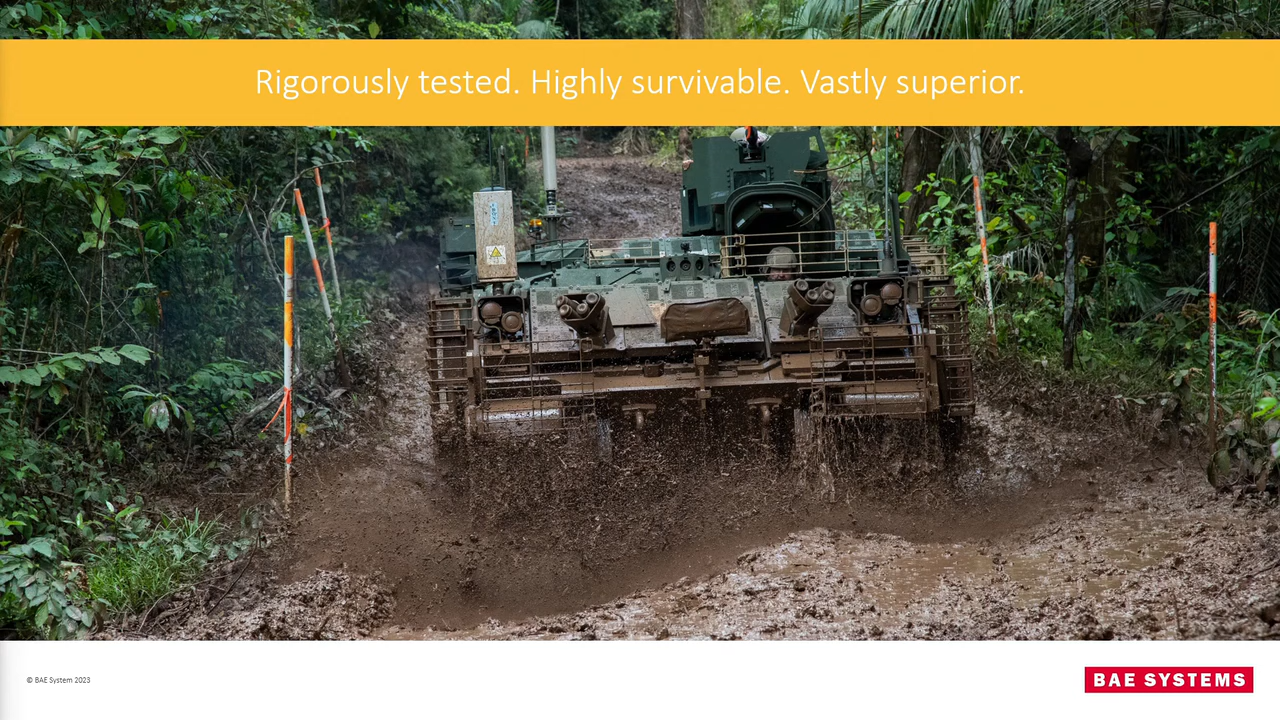 Rigorously tested. Highly survivable. Vastly superior.
© BAE System 2023
BAE SYSTEMS